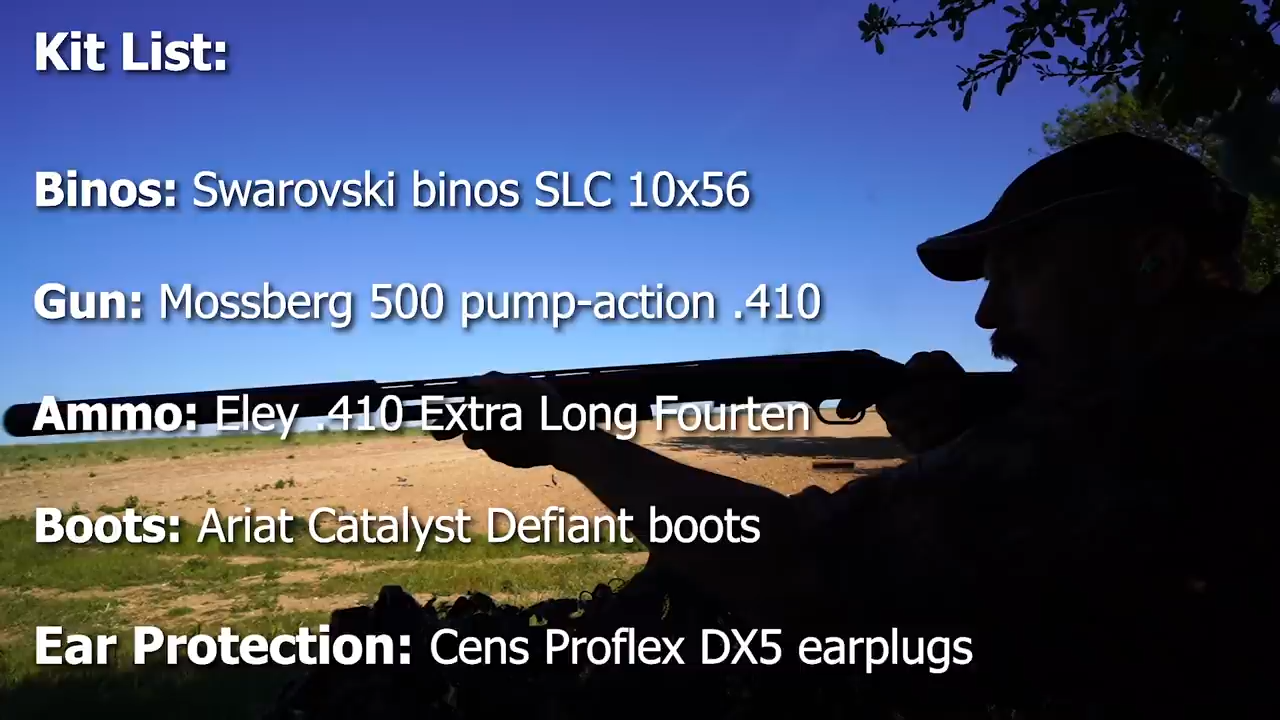 Kit List:
Binos: Swarovski binos SLC 10x56
Gun: Mossberg 500 pump-action .410
Ammo: Eley .410 Extra Long Fourten
Boots: Ariat Catalyst Defiant boots
Ear Protection: Cens Proflex DX5 earplugs